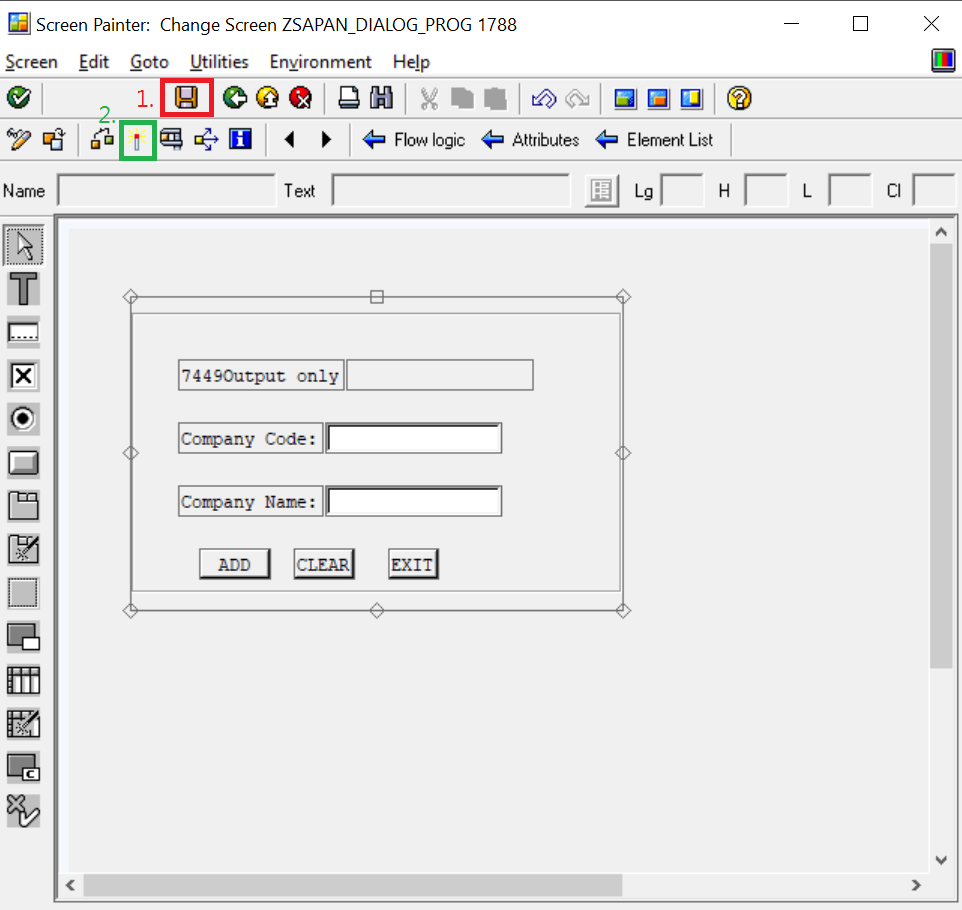 Screen Painter: Change Screen ZSAPAN_DIALOG_PROG 1788
Screen Edit Goto Utilities Environment Help
1.
2.
Flow logic Attributes Element List
Name Text Lg H L Cl
7449Output only
Company Code:
Company Name:
ADD CLEAR EXIT